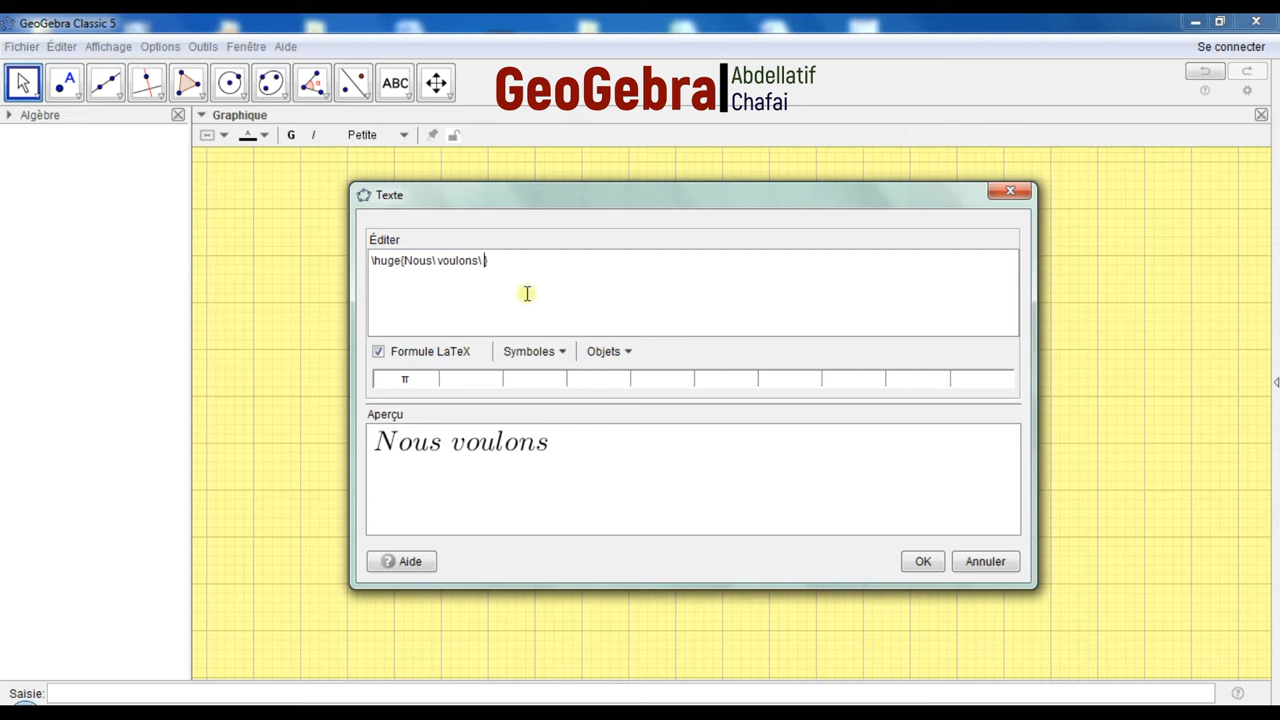 GeoGebra Classic 5
Fichier Éditer Affichage Options Outils Fenêtre Aide
Se connecter
A
ABC
GeoGebra
Abdellatif
Chafai
Algèbre
Graphique
A
G
I
Petite
Texte
Éditer
\huge{Nous\ voulons\ }
Formule LaTeX
Symboles
Objets
π
Aperçu
Nous voulons
? Aide
OK
Annuler
Saisie: